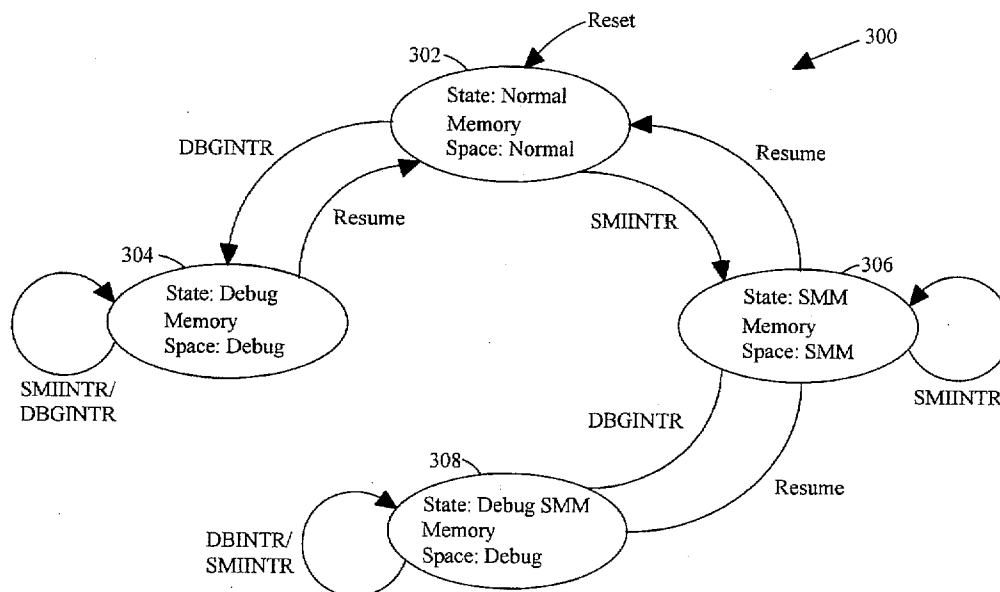 Reset
300
302
State: Normal
Memory
Space: Normal
DBGINTR
Resume
Resume
SMIINTR
304
State: Debug
Memory
Space: Debug
SMIINTR/
DBGINTR
306
State: SMM
Memory
Space: SMM
SMIINTR
DBGINTR
Resume
308
State: Debug SMM
Memory
Space: Debug
DBINTR/
SMIINTR